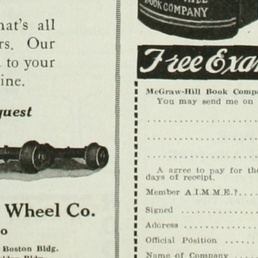 hat's all
rs. Our
to your
ine.
quest
Wheel Co.
o
Boston Bldg.
BOOK COMPANY
Free Exa
McGraw-Hill Book Comp
You may send me on
A agree to pay for the
days of receipt.
Member A.I.M.M.E.?
Signed
Address
Official Position
Name of Company